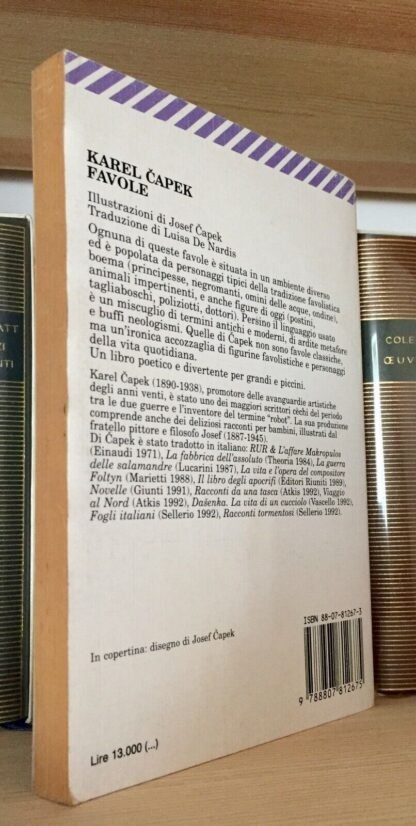 KAREL ČAPEK
FAVOLE
Illustrazioni di Josef Čapek
Traduzione di Luisa De Nardis
Ognuna di queste favole è situata in un ambiente diverso
ed è popolata da personaggi tipici della tradizione favolistica
boema (principesse, negromanti, omini delle acque, ondine),
animali impertinenti, e anche figure di oggi (postini,
tagliaboschi, poliziotti, dottori). Persino il linguaggio usato
è un miscuglio di termini antichi e moderni, di ardite metafore
e buffi neologismi. Quelle di Čapek non sono favole classiche,
ma un'ironica accozzaglia di figurine favolistiche e personaggi
della vita quotidiana.
Un libro poetico e divertente per grandi e piccini.
Karel Čapek (1890-1938), promotore delle avanguardie artistiche
degli anni venti, è stato uno dei maggiori scrittori cèchi del periodo
tra le due guerre e l'inventore del termine "robot". La sua produzione
comprende anche dei deliziosi racconti per bambini, illustrati dal
fratello pittore e filosofo Josef (1887-1945).
Di Čapek è stato tradotto in italiano: RUR & L'affare Makropulos
(Einaudi 1971), La fabbrica dell'assoluto (Theoria 1984), La guerra
delle salamandre (Lucarini 1987), La vita e l'opera del compositore
Foltyn (Marietti 1988), Il libro degli apocrifi (Editori Riuniti 1989),
Novelle (Giunti 1991), Racconti da una tasca (Atkis 1992), Viaggio
al Nord (Atkis 1992), Dašenka. La vita di un cucciolo (Vascello 1992),
Fogli italiani (Sellerio 1992), Racconti tormentosi (Sellerio 1992).
In copertina: disegno di Josef Čapek
Lire 13.000 (...)
ISBN 88-07-81267-3
9 788807 812675
ATT
ZI
NTI
COLE
ŒUV